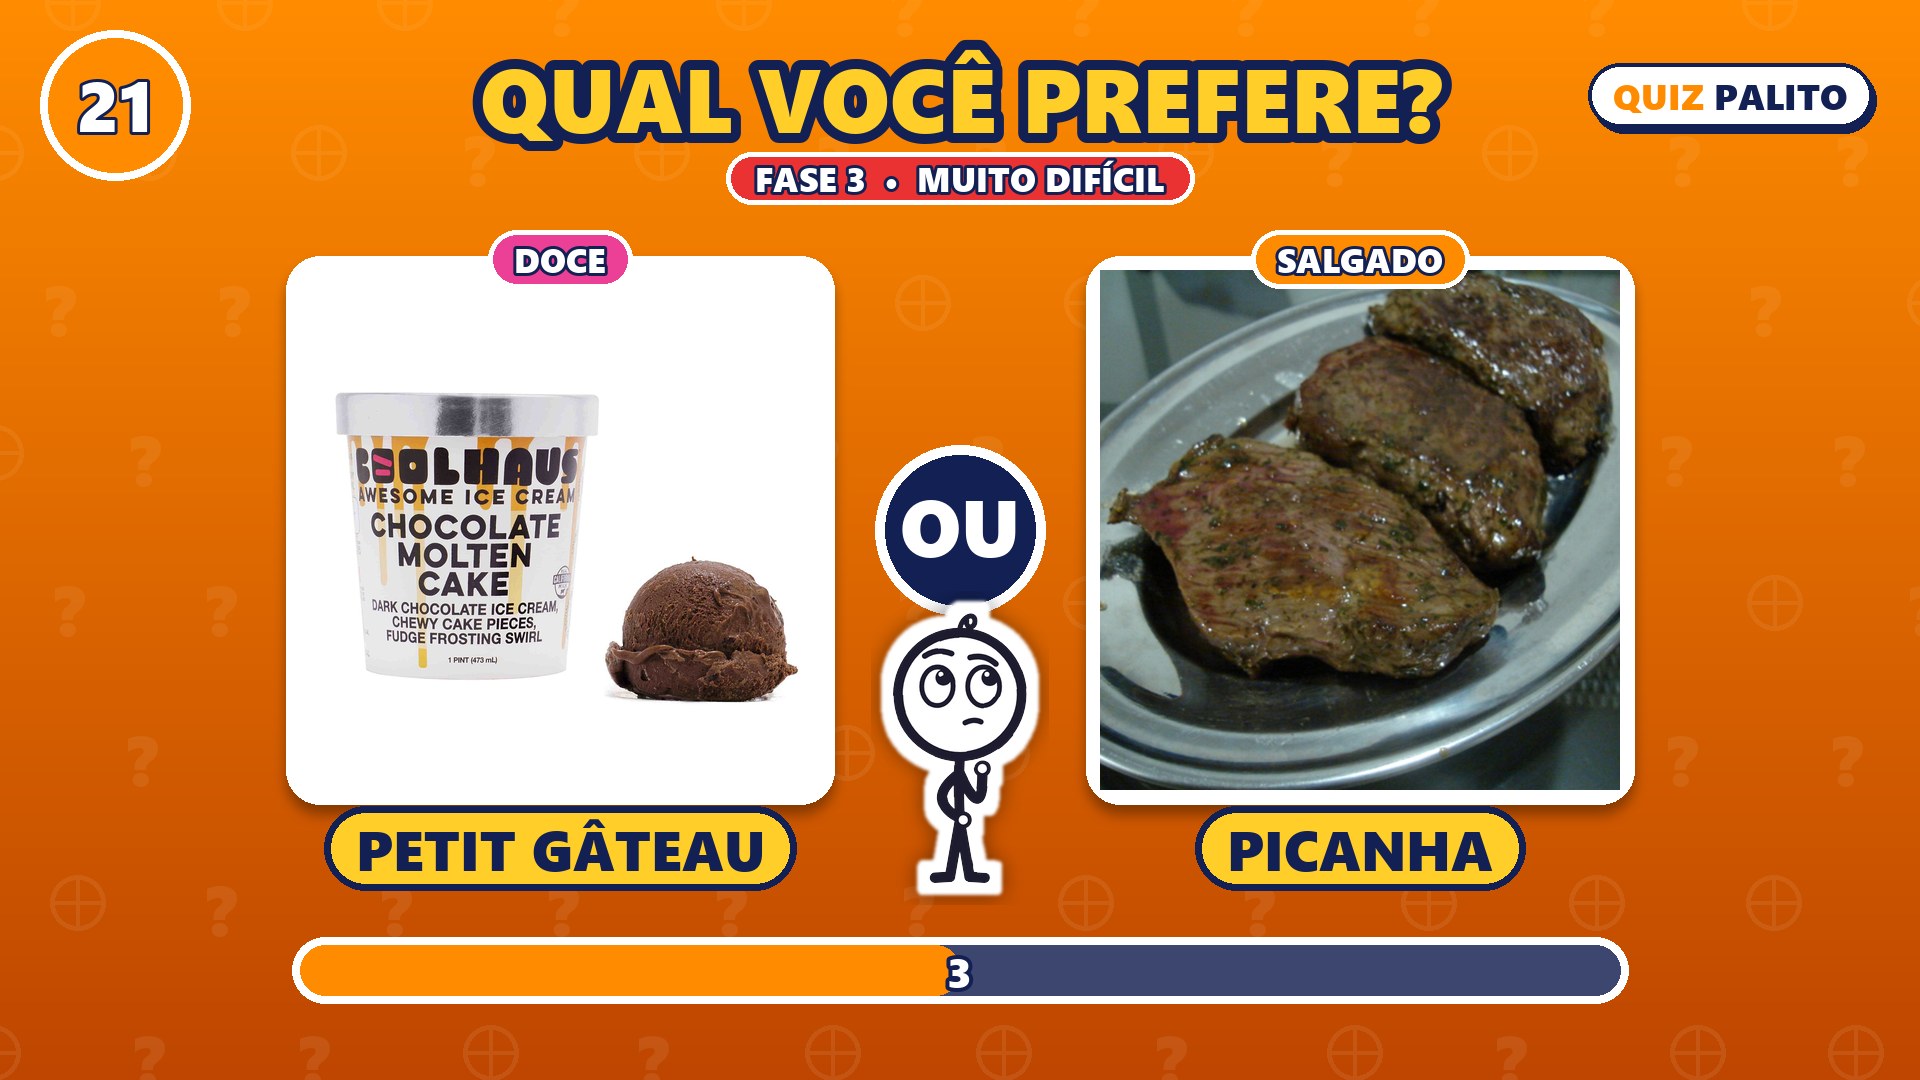 21
QUAL VOCÊ PREFERE?
QUIZ PALITO
FASE 3 • MUITO DIFÍCIL
DOCE
SALGADO
COOLHAUS
AWESOME ICE CREAM
CHOCOLATE
MOLTEN
CAKE
DARK CHOCOLATE ICE CREAM,
CHEWY CAKE PIECES,
FUDGE FROSTING SWIRL
1 PINT (473 mL)
OU
PETIT GÂTEAU
PICANHA
3